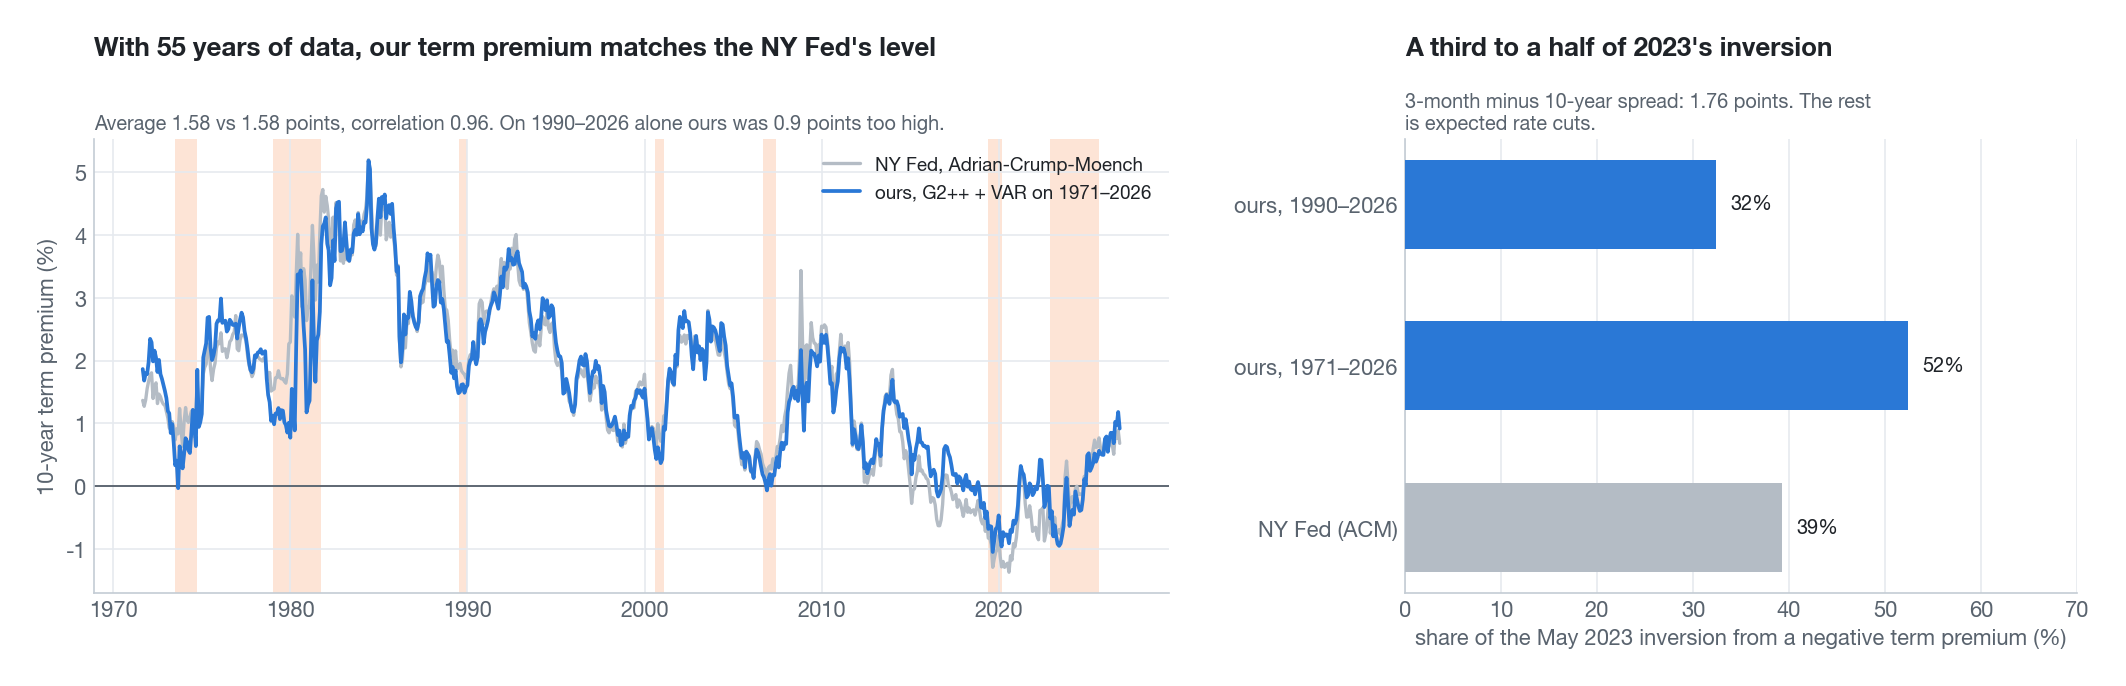 With 55 years of data, our term premium matches the NY Fed's level
Average 1.58 vs 1.58 points, correlation 0.96. On 1990–2026 alone ours was 0.9 points too high.
NY Fed, Adrian-Crump-Moench
ours, G2++ + VAR on 1971–2026
10-year term premium (%)
5
4
3
2
1
0
-1
1970
1980
1990
2000
2010
2020
A third to a half of 2023's inversion
3-month minus 10-year spread: 1.76 points. The rest
is expected rate cuts.
ours, 1990–2026
32%
ours, 1971–2026
52%
NY Fed (ACM)
39%
0
10
20
30
40
50
60
70
share of the May 2023 inversion from a negative term premium (%)